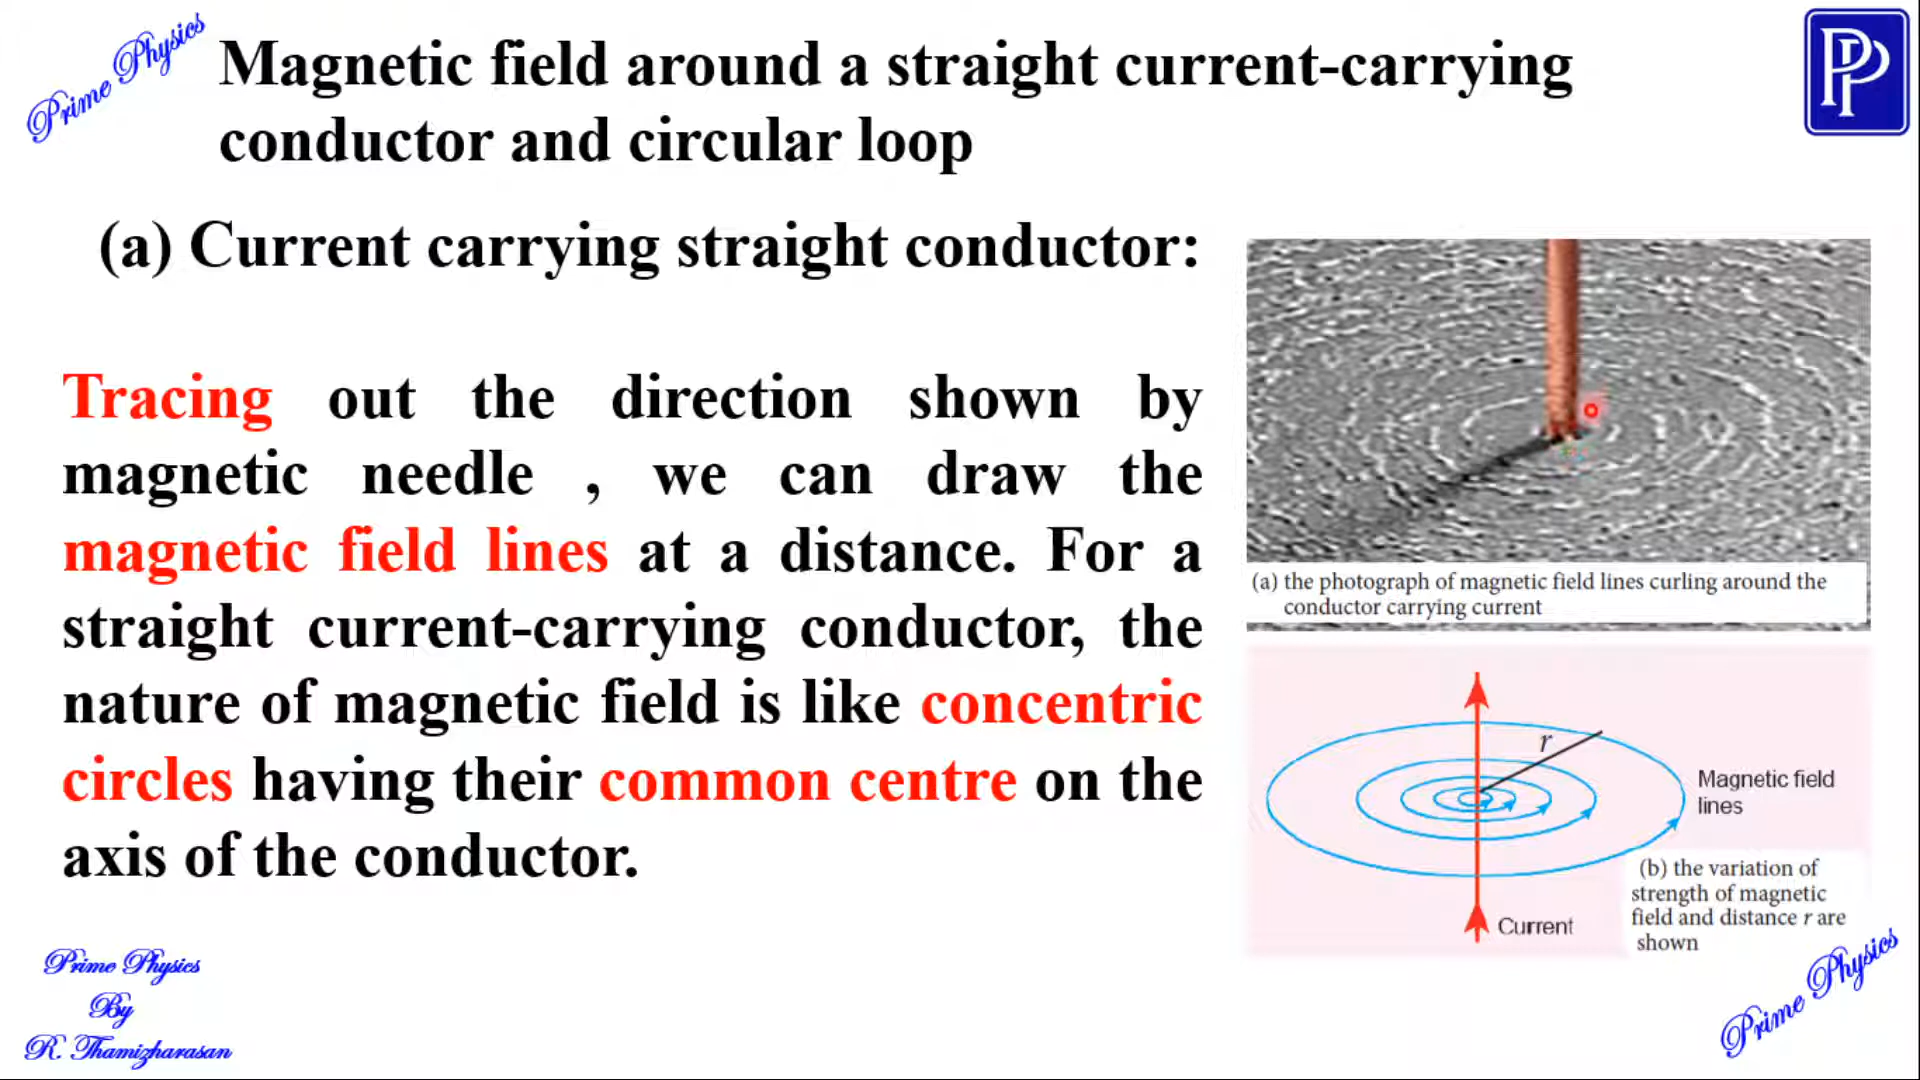 Prime Physics
Magnetic field around a straight current-carrying
conductor and circular loop
PP
(a) Current carrying straight conductor:
Tracing out the direction shown by
magnetic needle , we can draw the
magnetic field lines at a distance. For a
straight current-carrying conductor, the
nature of magnetic field is like concentric
circles having their common centre on the
axis of the conductor.
(a) the photograph of magnetic field lines curling around the
conductor carrying current
r
Magnetic field
lines
(b) the variation of
strength of magnetic
field and distance r are
shown
Current
Prime Physics
By
R. Thamizharasan
Prime Physics